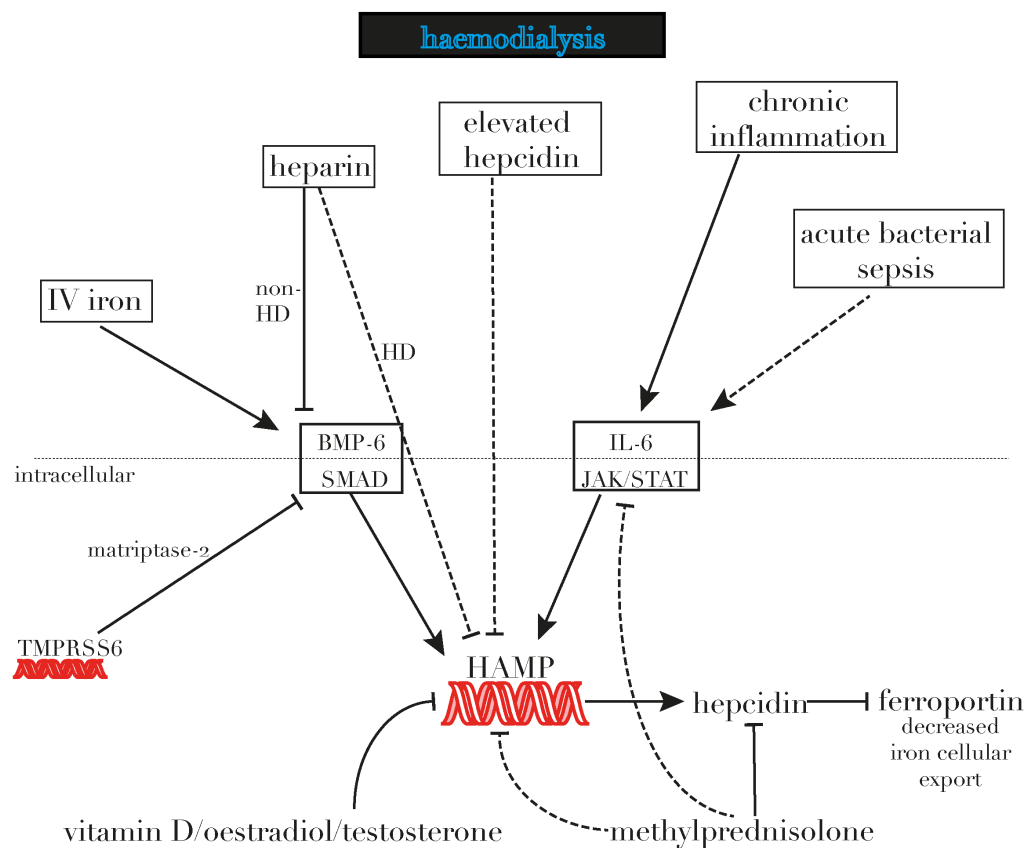 haemodialysis
chronic
inflammation
elevated
hepcidin
heparin
acute bacterial
sepsis
IV iron
non-
HD
HD
BMP-6
SMAD
IL-6
JAK/STAT
intracellular
matriptase-2
TMPRSS6
HAMP
hepcidin
ferroportin
decreased
iron cellular
export
vitamin D/oestradiol/testosterone
methylprednisolone